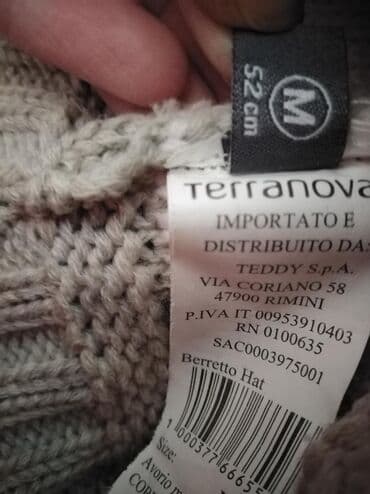 M
52 cm
Terranova
IMPORTATO E
DISTRIBUITO DA:
TEDDY S.p.A.
VIA CORIANO 58
47900 RIMINI
P.IVA IT 00953910403
RN 0100635
SAC0003975001
Berretto Hat
Size:
Avorio